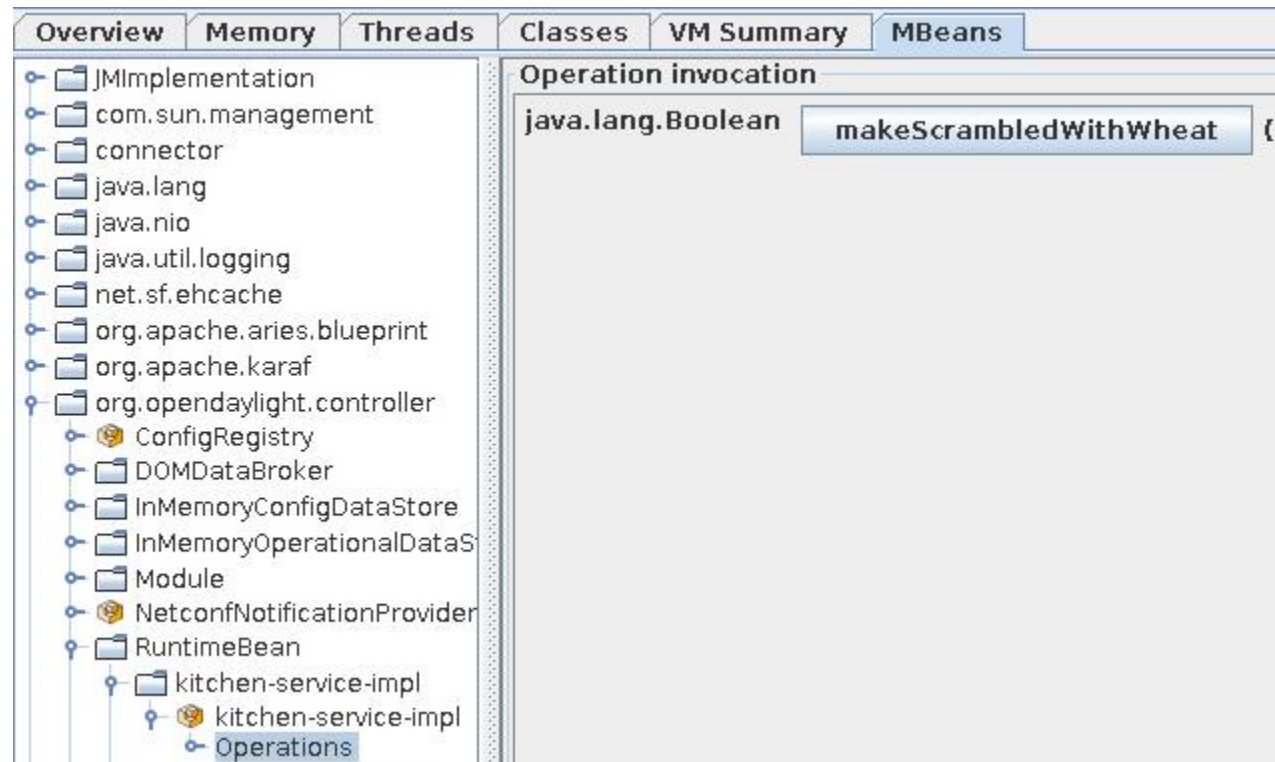 Overview Memory Threads Classes VM Summary MBeans
JMImplementation
com.sun.management
connector
java.lang
java.nio
java.util.logging
net.sf.ehcache
org.apache.aries.blueprint
org.apache.karaf
org.opendaylight.controller
ConfigRegistry
DOMDataBroker
InMemoryConfigDataStore
InMemoryOperationalDataS
Module
NetconfNotificationProvider
RuntimeBean
kitchen-service-impl
kitchen-service-impl
Operations
Operation invocation
java.lang.Boolean makeScrambledWithWheat (